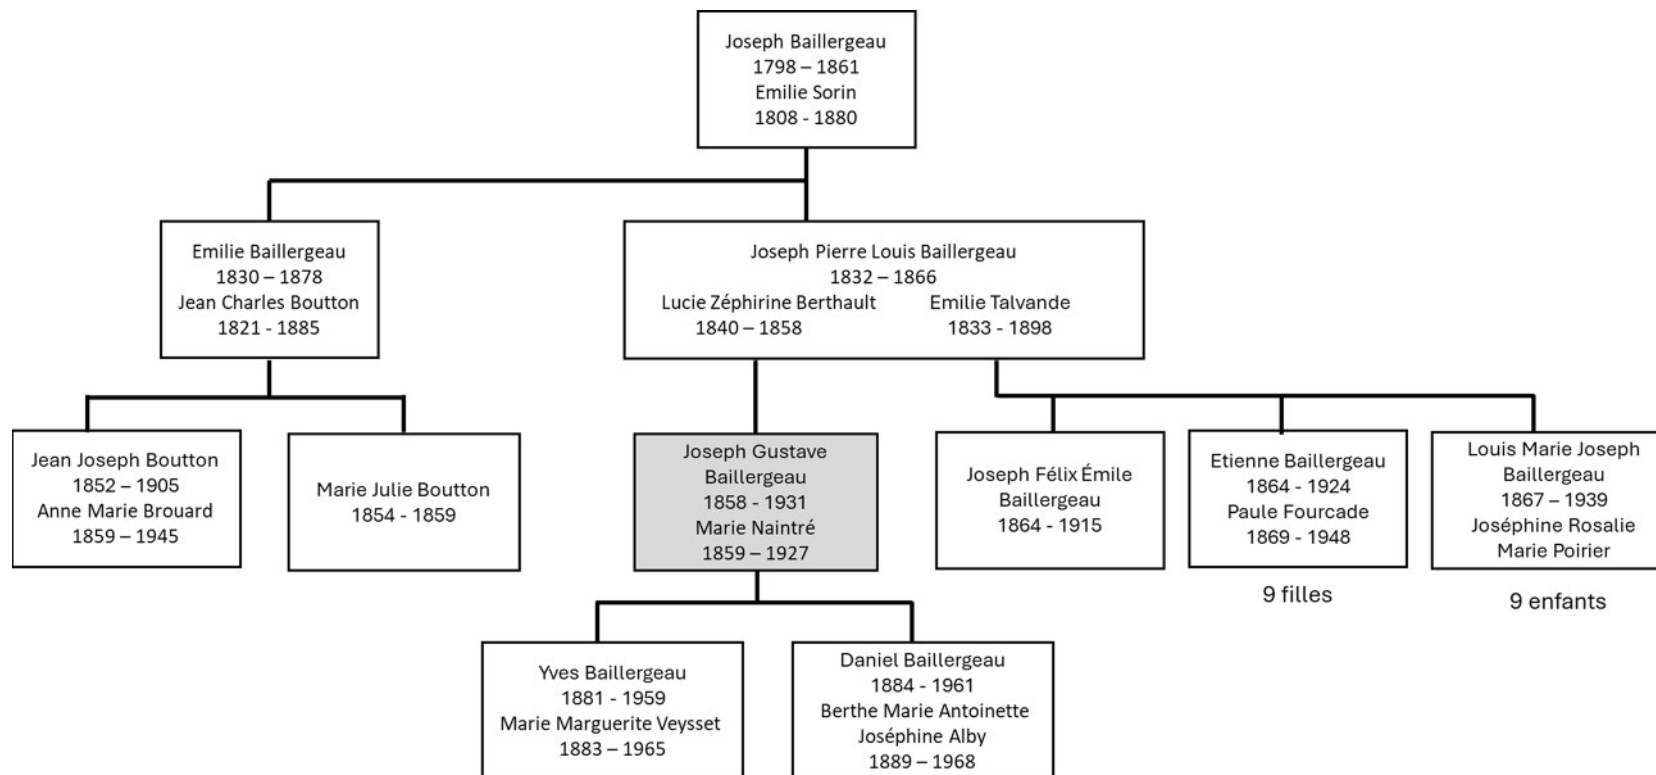 Joseph Baillergeau
1798 – 1861
Emilie Sorin
1808 - 1880
Emilie Baillergeau
1830 – 1878
Jean Charles Boutton
1821 - 1885
Joseph Pierre Louis Baillergeau
1832 – 1866
Lucie Zéphirine Berthault
1840 – 1858
Emilie Talvande
1833 - 1898
Jean Joseph Boutton
1852 – 1905
Anne Marie Brouard
1859 – 1945
Marie Julie Boutton
1854 - 1859
Joseph Gustave
Baillergeau
1858 - 1931
Marie Naintré
1859 – 1927
Joseph Félix Émile
Baillergeau
1864 - 1915
Etienne Baillergeau
1864 - 1924
Paule Fourcade
1869 - 1948
9 filles
Louis Marie Joseph
Baillergeau
1867 – 1939
Joséphine Rosalie
Marie Poirier
9 enfants
Yves Baillergeau
1881 - 1959
Marie Marguerite Veysset
1883 – 1965
Daniel Baillergeau
1884 - 1961
Berthe Marie Antoinette
Joséphine Alby
1889 – 1968